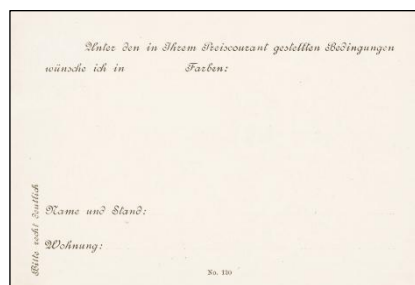 Unter den in Ihrem Preiscourant gestellten Bedingungen
wünsche ich in Farben:
Name und Stand:
Wohnung:
Bitte recht deutlich
No. 110